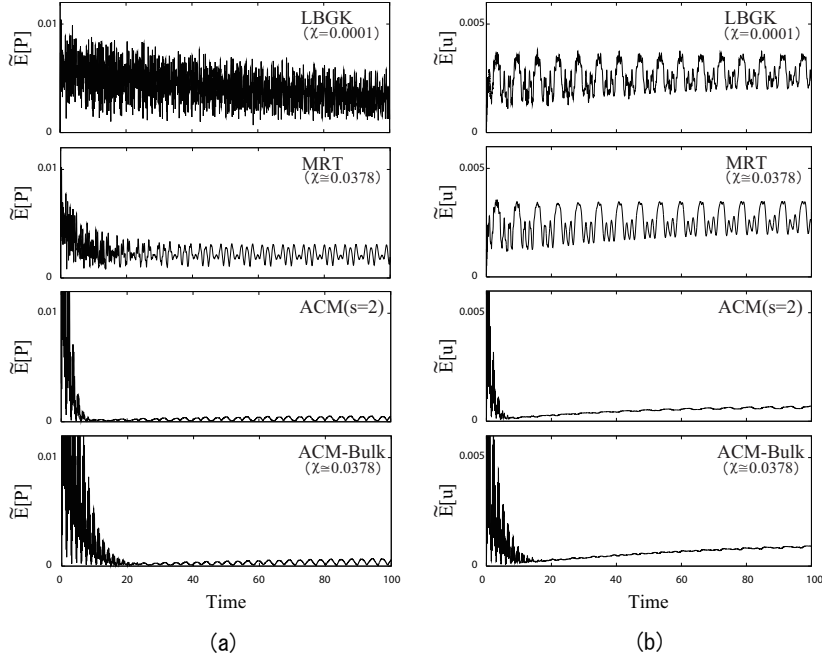 0.01
Ẽ[P]
0
LBGK
(χ=0.0001)
0.01
Ẽ[P]
0
MRT
(χ≅0.0378)
0.01
Ẽ[P]
0
ACM(s=2)
0.01
Ẽ[P]
0
ACM-Bulk
(χ≅0.0378)
0 20 40 60 80 100
Time
(a)
0.005
Ẽ[u]
0
LBGK
(χ=0.0001)
0.005
Ẽ[u]
0
MRT
(χ≅0.0378)
0.005
Ẽ[u]
0
ACM(s=2)
0.005
Ẽ[u]
0
ACM-Bulk
(χ≅0.0378)
0 20 40 60 80 100
Time
(b)